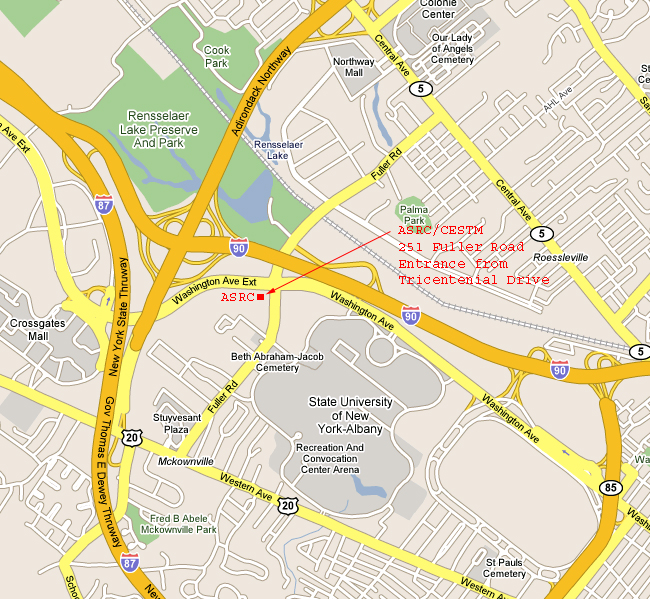 Colonie
Center
Our Lady
of Angels
Cemetery
Central Ave
Cook
Park
Northway
Mall
Adirondack Northway
5
AHL Ave
Rensselaer
Lake Preserve
And Park
Rensselaer
Lake
Fuller Rd
Ave Ext
87
Central Ave
Palma
Park
ASRC/CESTM
251 Fuller Road
Entrance from
Tricentenial Drive
5
Roessleville
90
Washington Ave Ext
ASRC
Washington Ave
90
New York State Thruway
Crossgates
Mall
5
90
Beth Abraham-Jacob
Cemetery
Fuller Rd
State University
of New
York-Albany
Washington Ave
Stuyvesant
Plaza
Gov Thomas E Dewey Thruway
20
Mckownville
Recreation And
Convocation
Center Arena
Western Ave
20
85
Fred B Abele
Mckownville Park
87
St Pauls
Cemetery
Western Ave